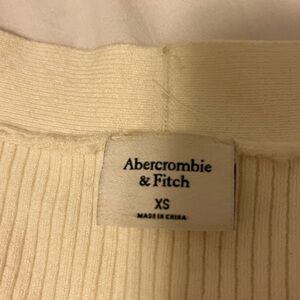 Abercrombie
& Fitch
XS
MADE IN CHINA